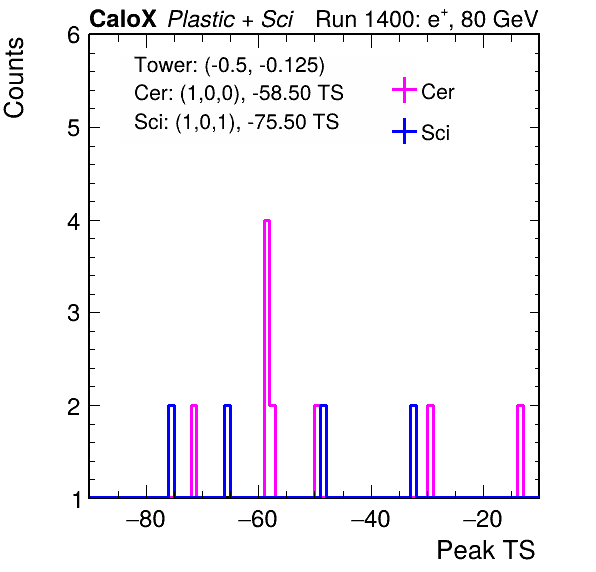 CaloX Plastic + Sci Run 1400: e+, 80 GeV
Tower: (-0.5, -0.125)
Cer: (1,0,0), -58.50 TS
Sci: (1,0,1), -75.50 TS
Cer
Sci
Counts
6
5
4
3
2
1
−80 −60 −40 −20
Peak TS